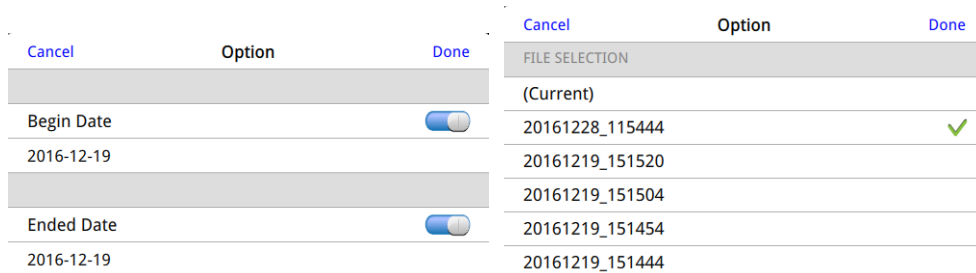 Cancel Option Done
Begin Date
2016-12-19
Ended Date
2016-12-19
Cancel Option Done
FILE SELECTION
(Current)
20161228_115444
20161219_151520
20161219_151504
20161219_151454
20161219_151444